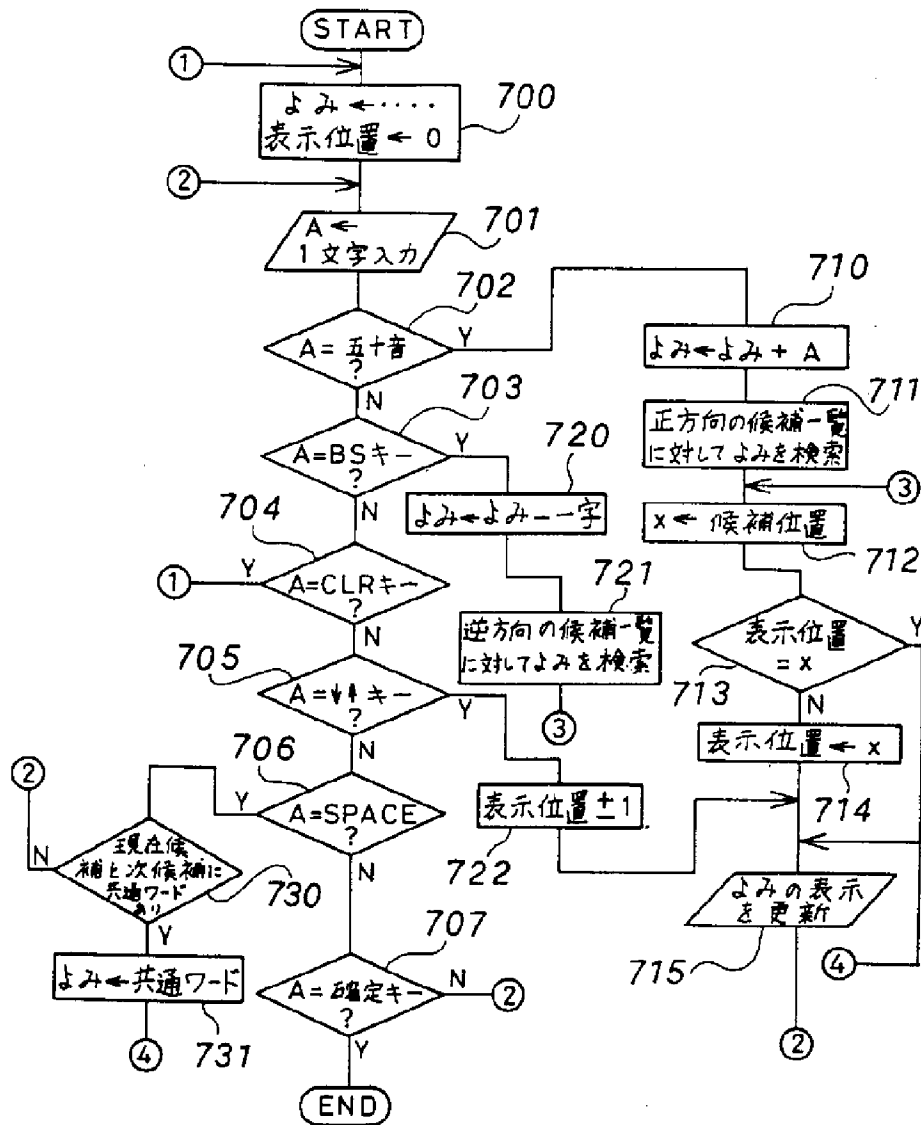 START
①
よみ←‥‥
表示位置←0
700
②
A←
1文字入力
701
702
A=五十音
?
Y
N
710
よみ←よみ+A
703
A=BSキー
?
Y
N
711
正方向の候補一覧
に対してよみを検索
720
よみ←よみ−一字
③
x←候補位置
712
704
A=CLRキー
?
Y
①
N
721
逆方向の候補一覧
に対してよみを検索
③
表示位置
=x
713
Y
N
705
A=↓↑キー
?
Y
N
表示位置←x
714
706
A=SPACE
?
Y
N
表示位置±1
722
②
N
現在候
補と次候補に
共通ワード
あり
730
Y
よみの表示
を更新
715
④
②
よみ←共通ワード
731
④
707
A=確定キー
?
N
②
Y
END